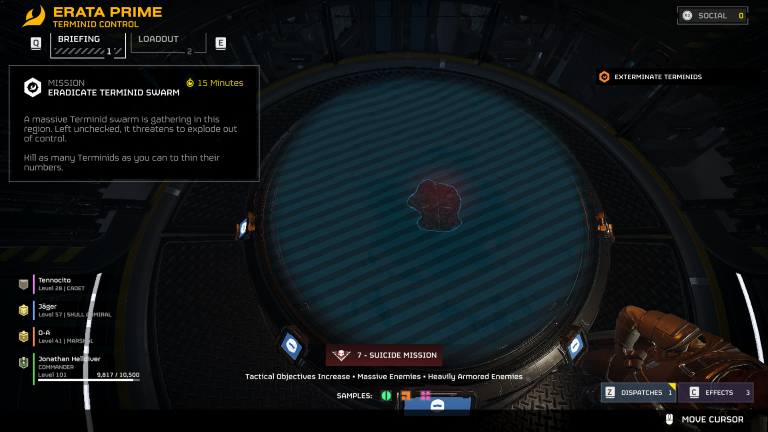 ERATA PRIME
TERMINID CONTROL
SOCIAL 0
Q
BRIEFING
1
LOADOUT
2
E
MISSION
15 Minutes
ERADICATE TERMINID SWARM
A massive Terminid swarm is gathering in this
region. Left unchecked, it threatens to explode out
of control.
Kill as many Terminids as you can to thin their
numbers.
EXTERMINATE TERMINIDS
Tennocito
Level 28 | CADET
Jäger
Level 57 | SKULL ADMIRAL
O-A
Level 41 | MARSHAL
Jonathan Helldiver
COMMANDER
Level 101 9,817 / 10,500
7 - SUICIDE MISSION
Tactical Objectives Increase • Massive Enemies • Heavily Armored Enemies
SAMPLES:
Z DISPATCHES 1
C EFFECTS 3
MOVE CURSOR